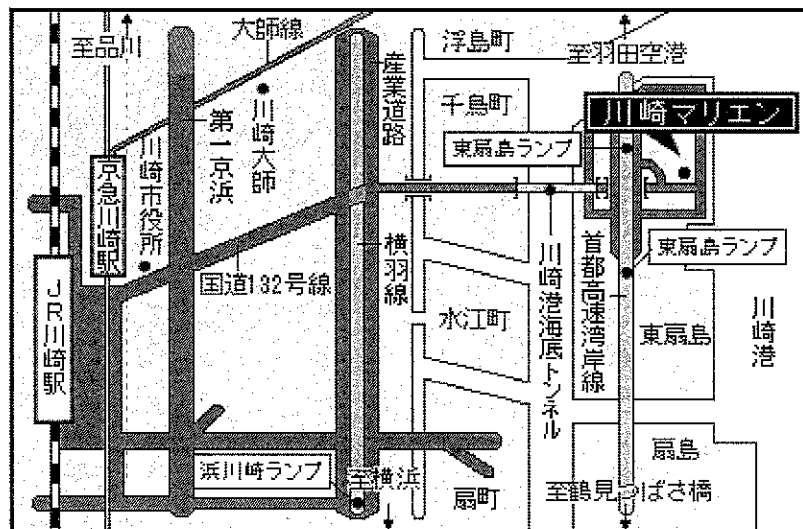 至品川
大師線
浮島町
至羽田空港
産業道路
千鳥町
川崎マリエン
第一京浜
川崎大師
東扇島ランプ
京急川崎駅
川崎市役所
国道132号線
横羽線
川崎港海底トンネル
首都高速湾岸線
東扇島ランプ
JR川崎駅
水江町
東扇島
川崎港
浜川崎ランプ
至横浜
扇町
扇島
至鶴見つばさ橋